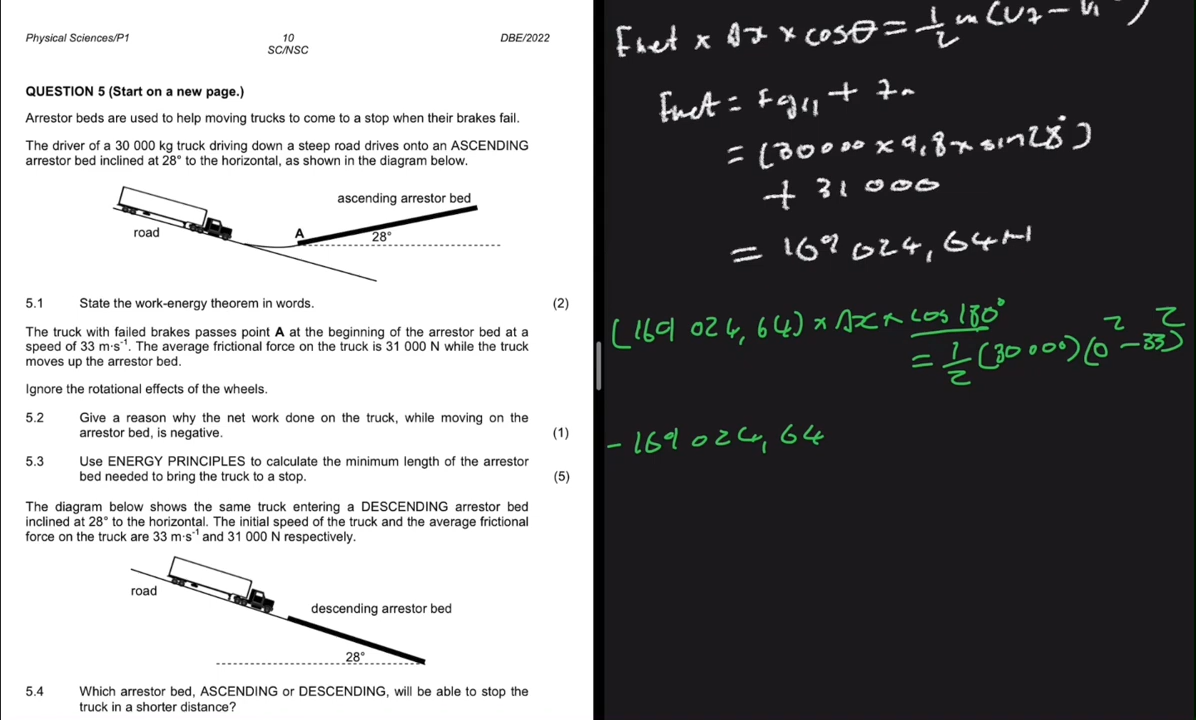 Physical Sciences/P1 10 DBE/2022
SC/NSC
QUESTION 5 (Start on a new page.)
Arrestor beds are used to help moving trucks to come to a stop when their brakes fail.
The driver of a 30 000 kg truck driving down a steep road drives onto an ASCENDING
arrestor bed inclined at 28° to the horizontal, as shown in the diagram below.
ascending arrestor bed
road
A
28°
5.1 State the work-energy theorem in words. (2)
The truck with failed brakes passes point A at the beginning of the arrestor bed at a
speed of 33 m·s⁻¹. The average frictional force on the truck is 31 000 N while the truck
moves up the arrestor bed.
Ignore the rotational effects of the wheels.
5.2 Give a reason why the net work done on the truck, while moving on the
arrestor bed, is negative. (1)
5.3 Use ENERGY PRINCIPLES to calculate the minimum length of the arrestor
bed needed to bring the truck to a stop. (5)
The diagram below shows the same truck entering a DESCENDING arrestor bed
inclined at 28° to the horizontal. The initial speed of the truck and the average frictional
force on the truck are 33 m·s⁻¹ and 31 000 N respectively.
road
descending arrestor bed
28°
5.4 Which arrestor bed, ASCENDING or DESCENDING, will be able to stop the
truck in a shorter distance?
Fnet × Δx × cosθ = 1/2 m (
Fnet = Fg11 +
= (30000 × 9,8 × sin28°)
+ 31 000
= 169 024,64N
(169 024,64) × Δx × cos 180°
= 1/2 (30000)(0² - 33²)
- 169 024,64